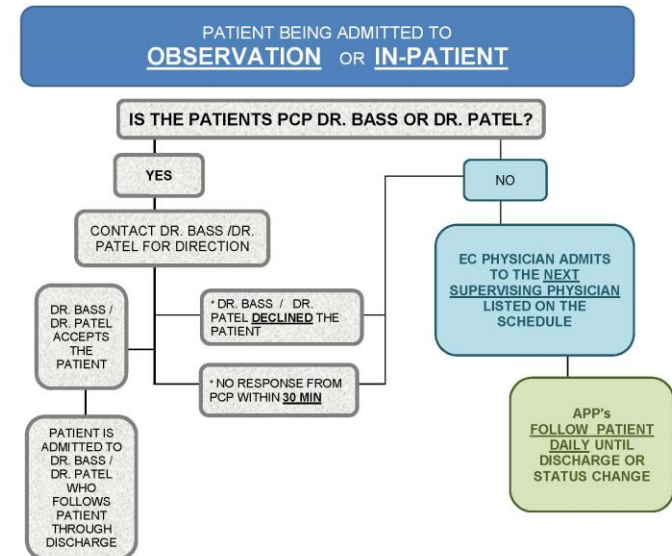 PATIENT BEING ADMITTED TO
OBSERVATION OR IN-PATIENT
IS THE PATIENTS PCP DR. BASS OR DR. PATEL?
YES
NO
CONTACT DR. BASS /DR.
PATEL FOR DIRECTION
EC PHYSICIAN ADMITS
TO THE NEXT
SUPERVISING PHYSICIAN
LISTED ON THE
SCHEDULE
DR. BASS /
DR. PATEL
ACCEPTS
THE
PATIENT
* DR. BASS / DR.
PATEL DECLINED THE
PATIENT
* NO RESPONSE FROM
PCP WITHIN 30 MIN
PATIENT IS
ADMITTED TO
DR. BASS /
DR. PATEL
WHO
FOLLOWS
PATIENT
THROUGH
DISCHARGE
APP's
FOLLOW PATIENT
DAILY UNTIL
DISCHARGE OR
STATUS CHANGE